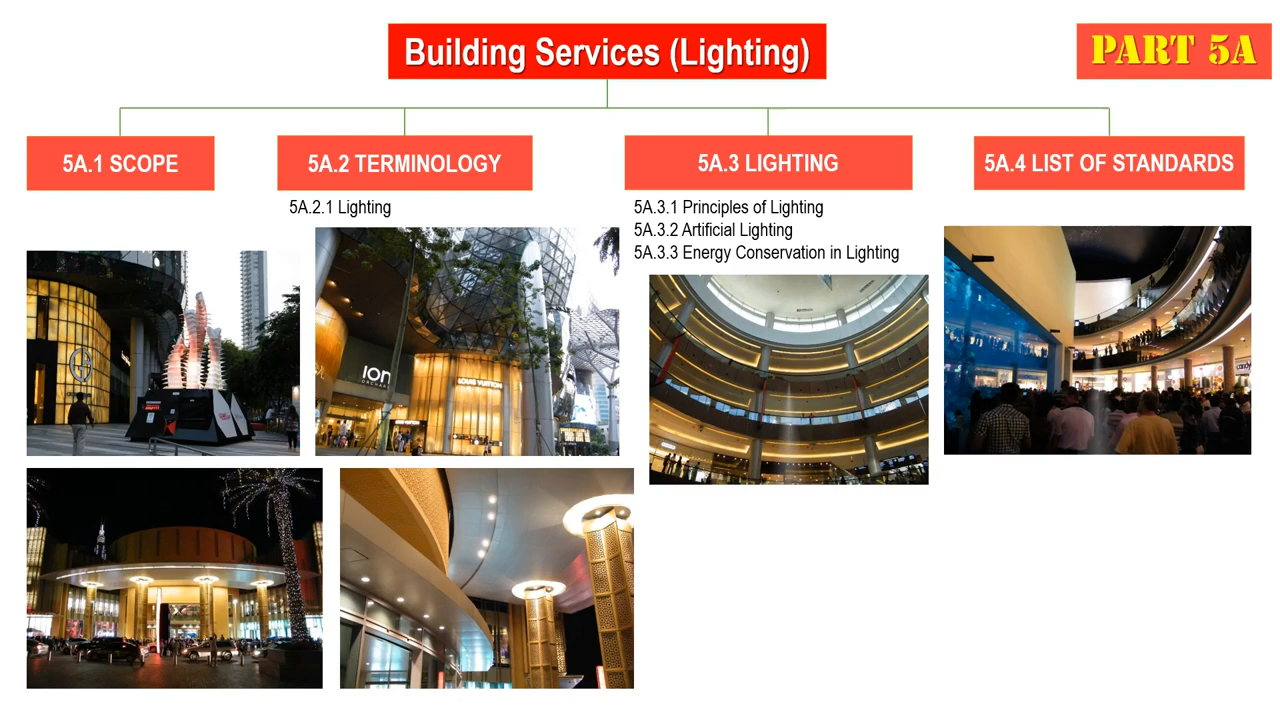 Building Services (Lighting)
PART 5A
5A.1 SCOPE
5A.2 TERMINOLOGY
5A.3 LIGHTING
5A.4 LIST OF STANDARDS
5A.2.1 Lighting
5A.3.1 Principles of Lighting
5A.3.2 Artificial Lighting
5A.3.3 Energy Conservation in Lighting
ION
ORCHARD
LOUIS VUITTON